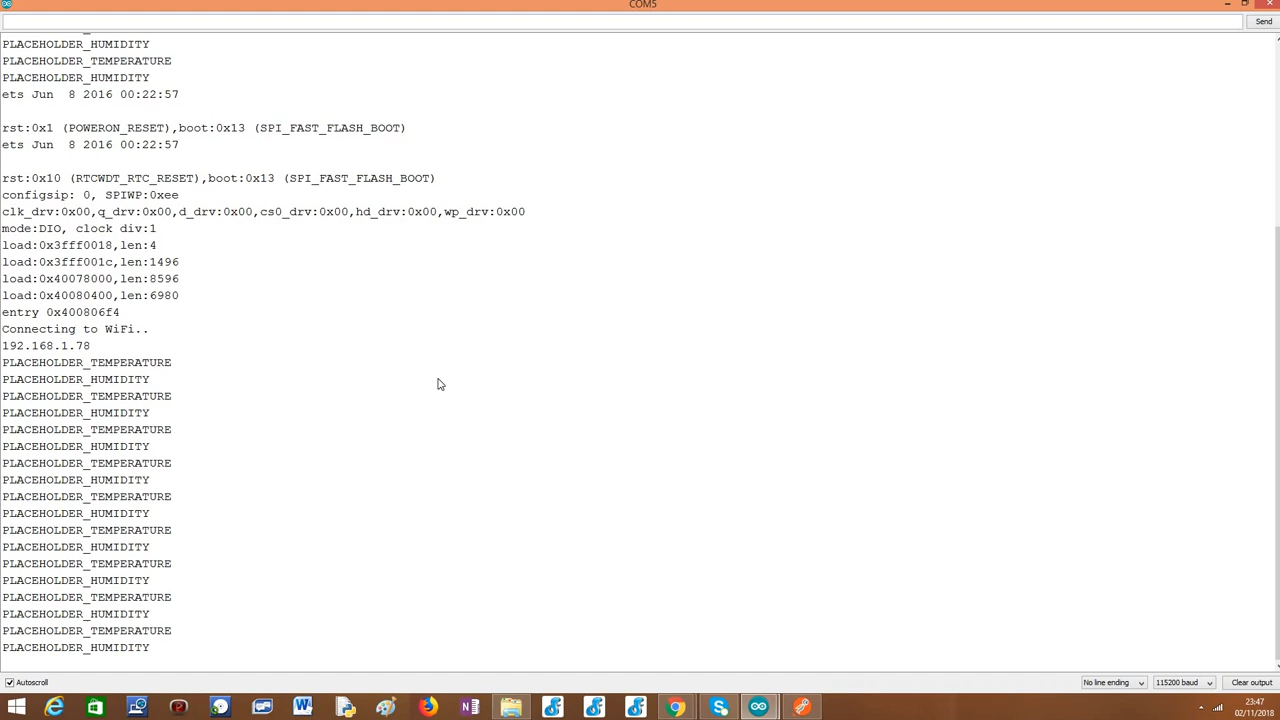 COM5
Send
PLACEHOLDER_HUMIDITY
PLACEHOLDER_TEMPERATURE
PLACEHOLDER_HUMIDITY
ets Jun  8 2016 00:22:57
rst:0x1 (POWERON_RESET),boot:0x13 (SPI_FAST_FLASH_BOOT)
ets Jun  8 2016 00:22:57
rst:0x10 (RTCWDT_RTC_RESET),boot:0x13 (SPI_FAST_FLASH_BOOT)
configsip: 0, SPIWP:0xee
clk_drv:0x00,q_drv:0x00,d_drv:0x00,cs0_drv:0x00,hd_drv:0x00,wp_drv:0x00
mode:DIO, clock div:1
load:0x3fff0018,len:4
load:0x3fff001c,len:1496
load:0x40078000,len:8596
load:0x40080400,len:6980
entry 0x400806f4
Connecting to WiFi..
192.168.1.78
PLACEHOLDER_TEMPERATURE
PLACEHOLDER_HUMIDITY
PLACEHOLDER_TEMPERATURE
PLACEHOLDER_HUMIDITY
PLACEHOLDER_TEMPERATURE
PLACEHOLDER_HUMIDITY
PLACEHOLDER_TEMPERATURE
PLACEHOLDER_HUMIDITY
PLACEHOLDER_TEMPERATURE
PLACEHOLDER_HUMIDITY
PLACEHOLDER_TEMPERATURE
PLACEHOLDER_HUMIDITY
PLACEHOLDER_TEMPERATURE
PLACEHOLDER_HUMIDITY
PLACEHOLDER_TEMPERATURE
PLACEHOLDER_HUMIDITY
PLACEHOLDER_TEMPERATURE
PLACEHOLDER_HUMIDITY
Autoscroll
No line ending
115200 baud
Clear output
23:47
02/11/2018